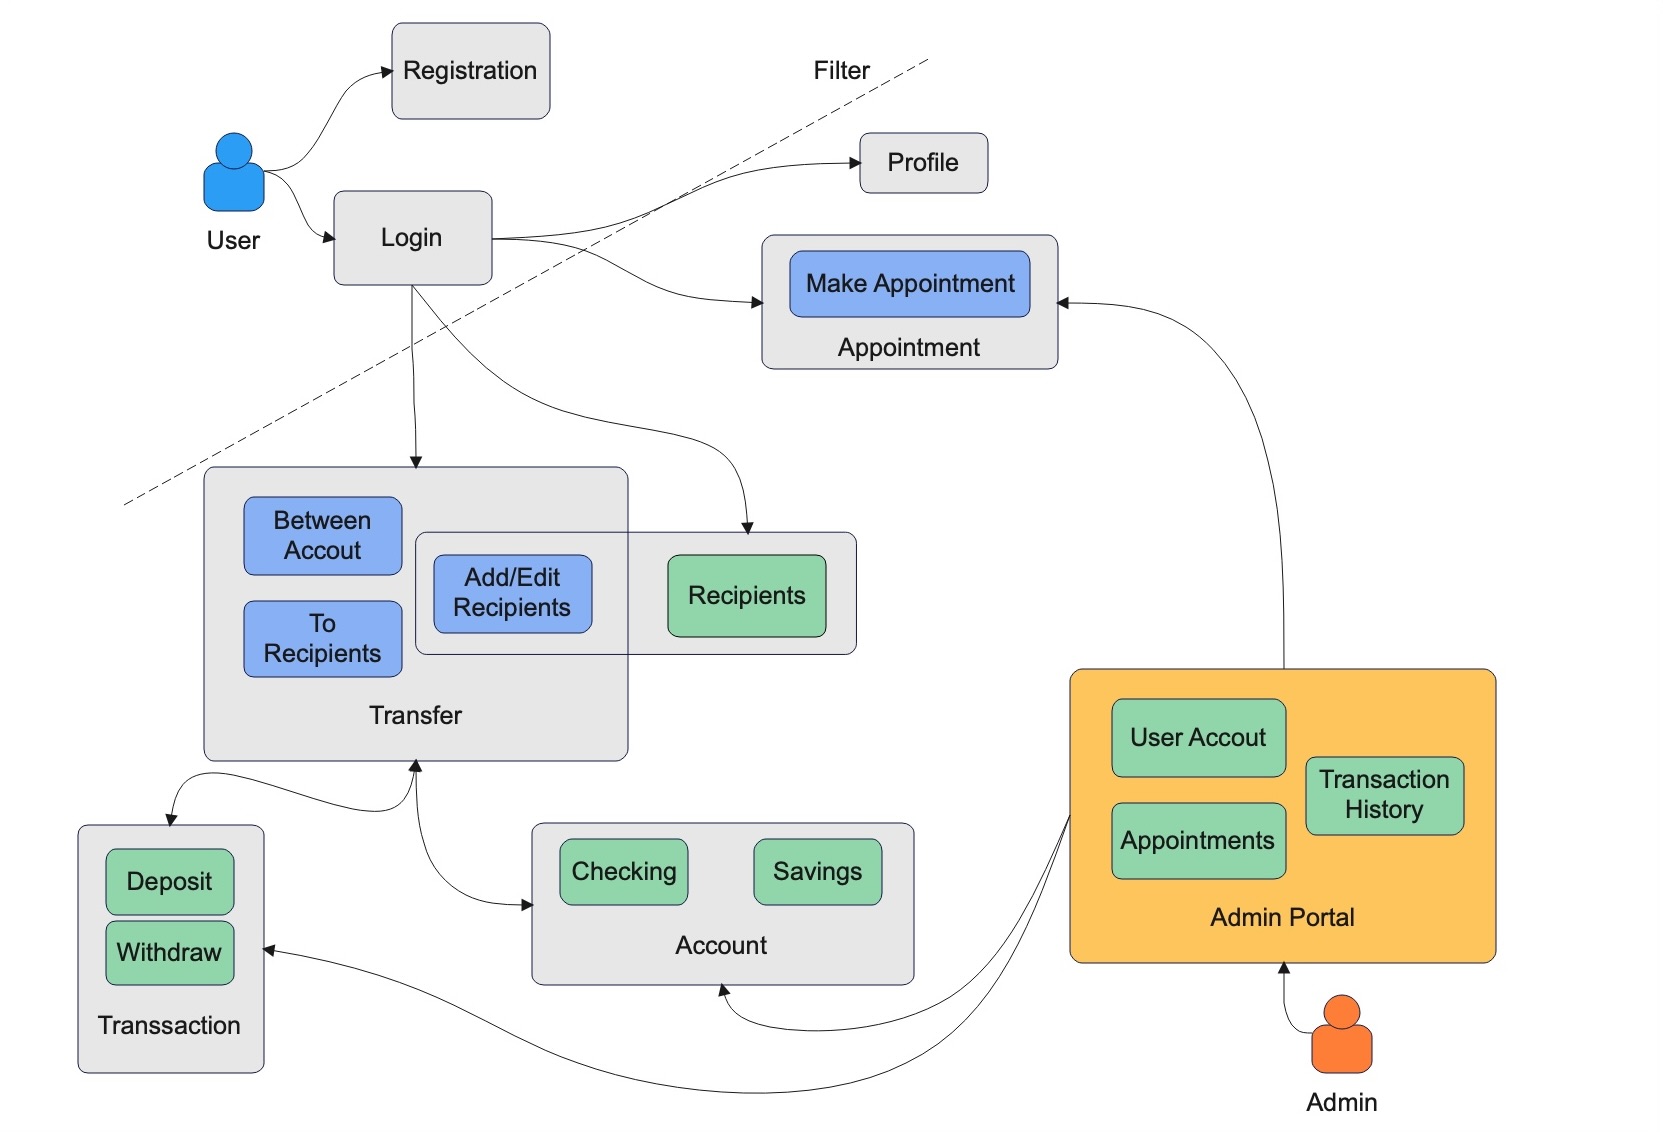 Registration
Filter
Profile
User
Login
Make Appointment
Appointment
Between
Accout
Add/Edit
Recipients
Recipients
To
Recipients
Transfer
User Accout
Transaction
History
Appointments
Admin Portal
Deposit
Withdraw
Transsaction
Checking
Savings
Account
Admin